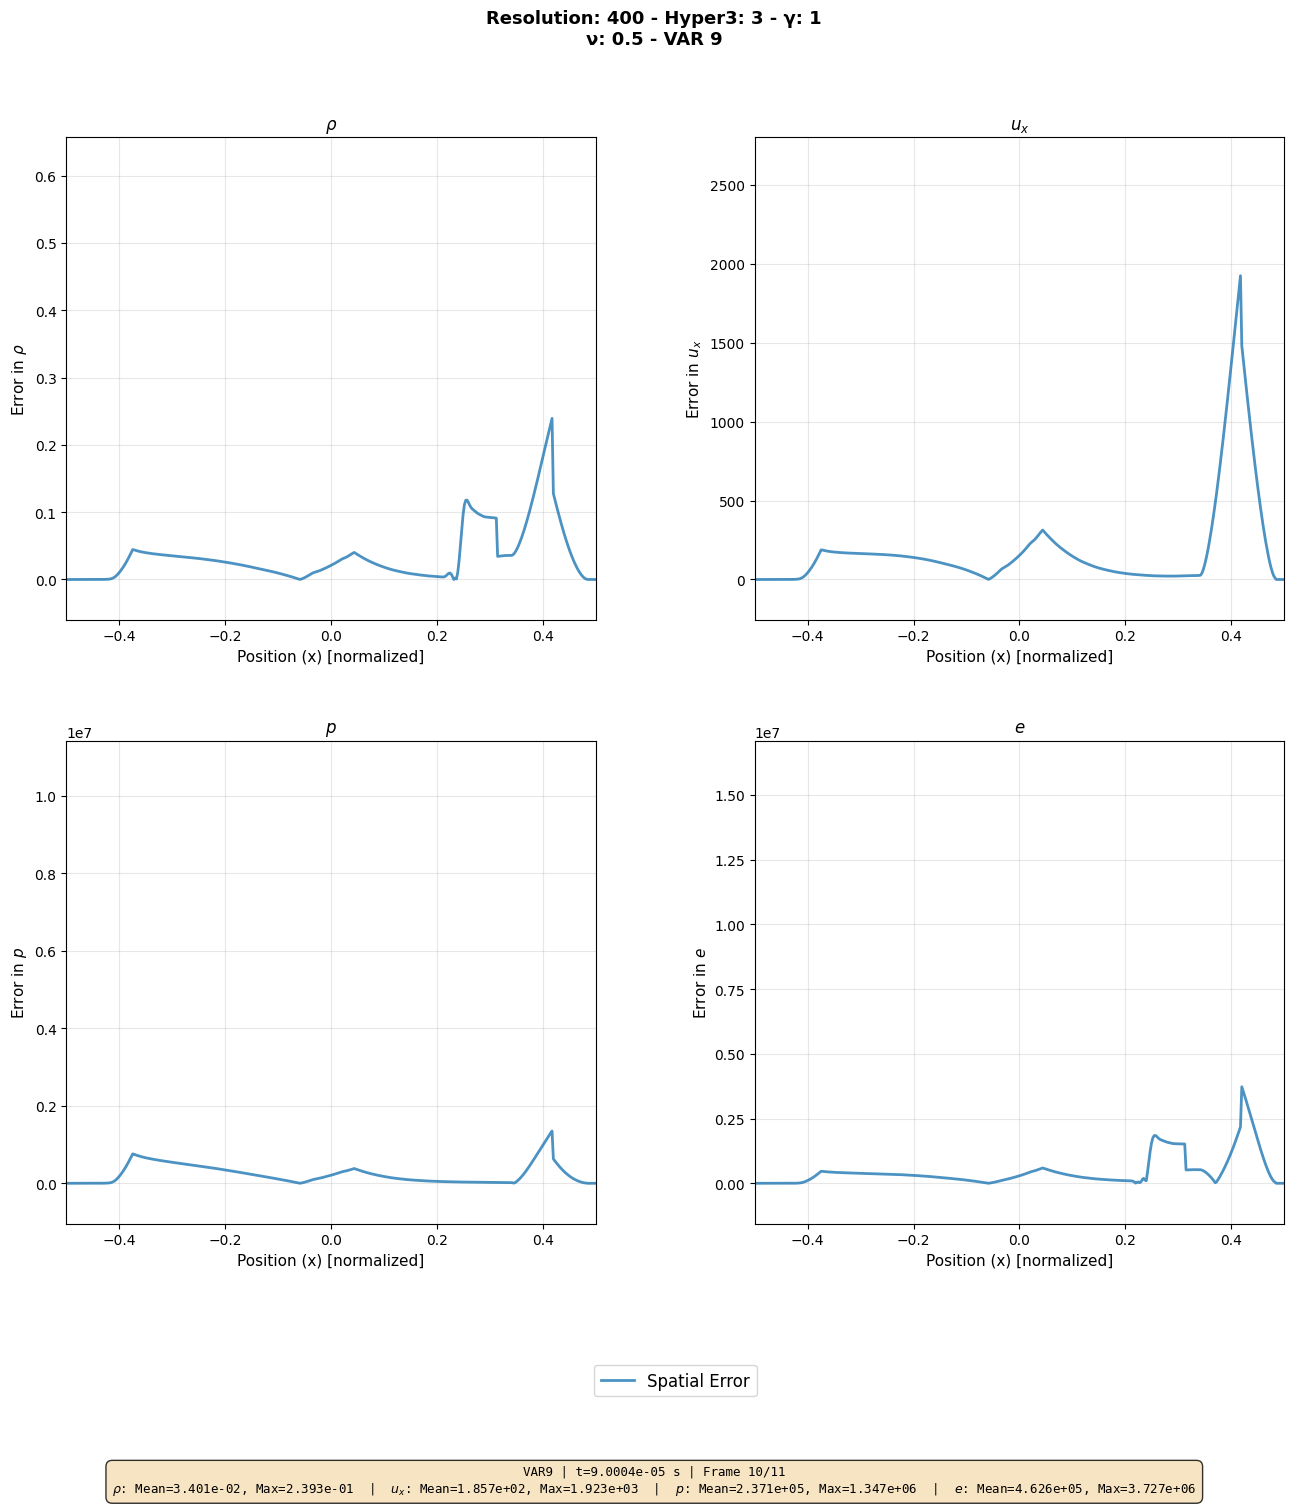 Resolution: 400 - Hyper3: 3 - γ: 1
ν: 0.5 - VAR 9
ρ
0.6
0.5
0.4
0.3
0.2
0.1
0.0
Error in ρ
−0.4 −0.2 0.0 0.2 0.4
Position (x) [normalized]
u_x
2500
2000
1500
1000
500
0
Error in u_x
−0.4 −0.2 0.0 0.2 0.4
Position (x) [normalized]
p
1e7
1.0
0.8
0.6
0.4
0.2
0.0
Error in p
−0.4 −0.2 0.0 0.2 0.4
Position (x) [normalized]
e
1e7
1.50
1.25
1.00
0.75
0.50
0.25
0.00
Error in e
−0.4 −0.2 0.0 0.2 0.4
Position (x) [normalized]
Spatial Error
VAR9 | t=9.0004e-05 s | Frame 10/11
ρ: Mean=3.401e-02, Max=2.393e-01 | u_x: Mean=1.857e+02, Max=1.923e+03 | p: Mean=2.371e+05, Max=1.347e+06 | e: Mean=4.626e+05, Max=3.727e+06